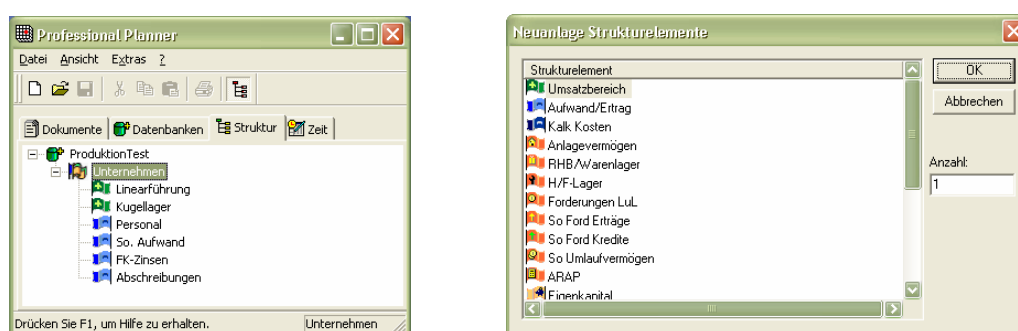 Professional Planner
Datei Ansicht Extras ?
Dokumente Datenbanken Struktur Zeit
ProduktionTest
Unternehmen
Linearführung
Kugellager
Personal
So. Aufwand
FK-Zinsen
Abschreibungen
Drücken Sie F1, um Hilfe zu erhalten. Unternehmen
Neuanlage Strukturelemente
Strukturelement
Umsatzbereich
Aufwand/Ertrag
Kalk Kosten
Anlagevermögen
RHB/Warenlager
H/F-Lager
Forderungen LuL
So Ford Erträge
So Ford Kredite
So Umlaufvermögen
ARAP
Eigenkapital
OK
Abbrechen
Anzahl:
1